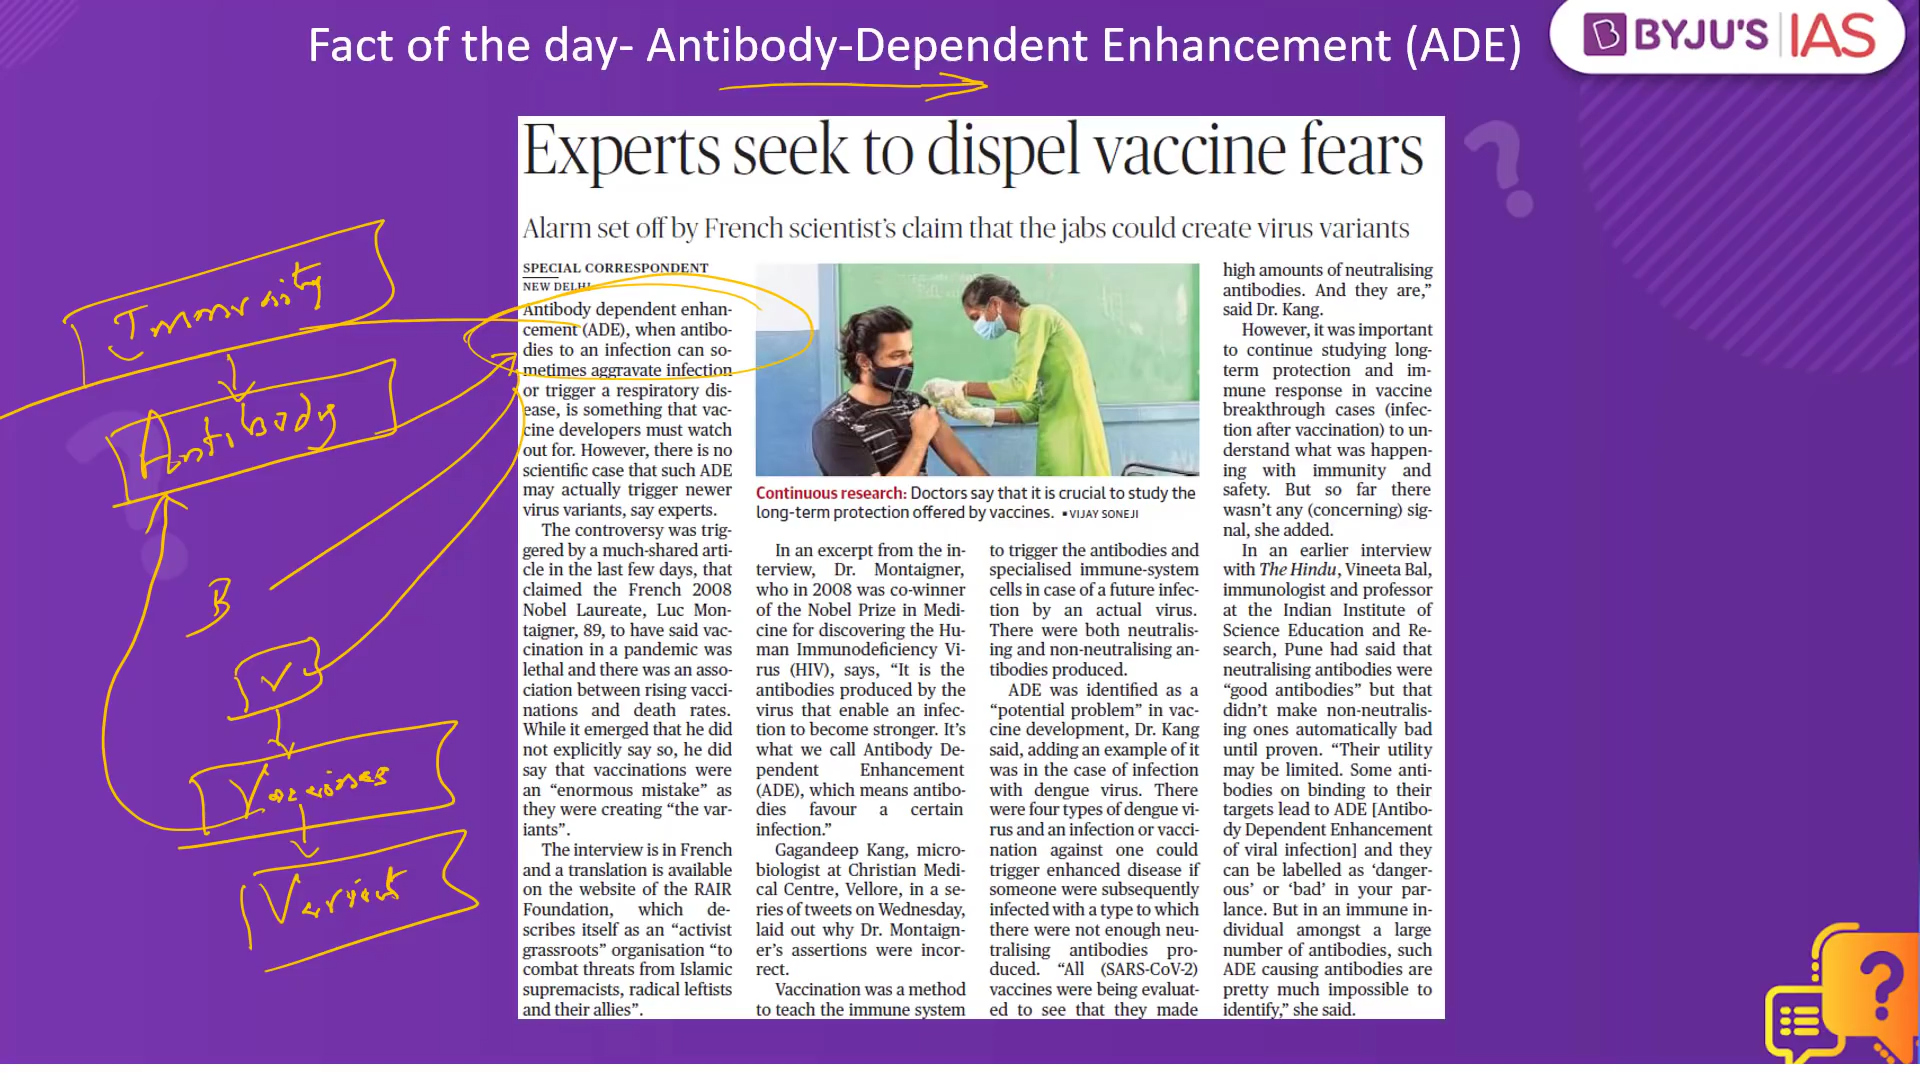 Fact of the day- Antibody-Dependent Enhancement (ADE)
BYJU'S IAS
Experts seek to dispel vaccine fears
Alarm set off by French scientist's claim that the jabs could create virus variants
SPECIAL CORRESPONDENT
NEW DELHI
Antibody dependent enhan-
cement (ADE), when antibo-
dies to an infection can so-
metimes aggravate infection
or trigger a respiratory dis-
ease, is something that vac-
cine developers must watch
out for. However, there is no
scientific case that such ADE
may actually trigger newer
virus variants, say experts.
The controversy was trig-
gered by a much-shared arti-
cle in the last few days, that
claimed the French 2008
Nobel Laureate, Luc Mon-
taigner, 89, to have said vac-
cination in a pandemic was
lethal and there was an asso-
ciation between rising vacci-
nations and death rates.
While it emerged that he did
not explicitly say so, he did
say that vaccinations were
an “enormous mistake” as
they were creating “the var-
iants”.
The interview is in French
and a translation is available
on the website of the RAIR
Foundation, which de-
scribes itself as an “activist
grassroots” organisation “to
combat threats from Islamic
supremacists, radical leftists
and their allies”.
Continuous research: Doctors say that it is crucial to study the
long-term protection offered by vaccines. ▪VIJAY SONEJI
In an excerpt from the in-
terview, Dr. Montaigner,
who in 2008 was co-winner
of the Nobel Prize in Medi-
cine for discovering the Hu-
man Immunodeficiency Vi-
rus (HIV), says, “It is the
antibodies produced by the
virus that enable an infec-
tion to become stronger. It's
what we call Antibody De-
pendent Enhancement
(ADE), which means antibo-
dies favour a certain
infection.”
Gagandeep Kang, micro-
biologist at Christian Medi-
cal Centre, Vellore, in a se-
ries of tweets on Wednesday,
laid out why Dr. Montaign-
er's assertions were incor-
rect.
Vaccination was a method
to teach the immune system
to trigger the antibodies and
specialised immune-system
cells in case of a future infec-
tion by an actual virus.
There were both neutralis-
ing and non-neutralising an-
tibodies produced.
ADE was identified as a
“potential problem” in vac-
cine development, Dr. Kang
said, adding an example of it
was in the case of infection
with dengue virus. There
were four types of dengue vi-
rus and an infection or vacci-
nation against one could
trigger enhanced disease if
someone were subsequently
infected with a type to which
there were not enough neu-
tralising antibodies pro-
duced. “All (SARS-CoV-2)
vaccines were being evaluat-
ed to see that they made
high amounts of neutralising
antibodies. And they are,”
said Dr. Kang.
However, it was important
to continue studying long-
term protection and im-
mune response in vaccine
breakthrough cases (infec-
tion after vaccination) to un-
derstand what was happen-
ing with immunity and
safety. But so far there
wasn't any (concerning) sig-
nal, she added.
In an earlier interview
with The Hindu, Vineeta Bal,
immunologist and professor
at the Indian Institute of
Science Education and Re-
search, Pune had said that
neutralising antibodies were
“good antibodies” but that
didn't make non-neutralis-
ing ones automatically bad
until proven. “Their utility
may be limited. Some anti-
bodies on binding to their
targets lead to ADE [Antibo-
dy Dependent Enhancement
of viral infection] and they
can be labelled as ‘danger-
ous’ or ‘bad’ in your par-
lance. But in an immune in-
dividual amongst a large
number of antibodies, such
ADE causing antibodies are
pretty much impossible to
identify,” she said.
Immunity
Antibody
B
Vaccines
Variant